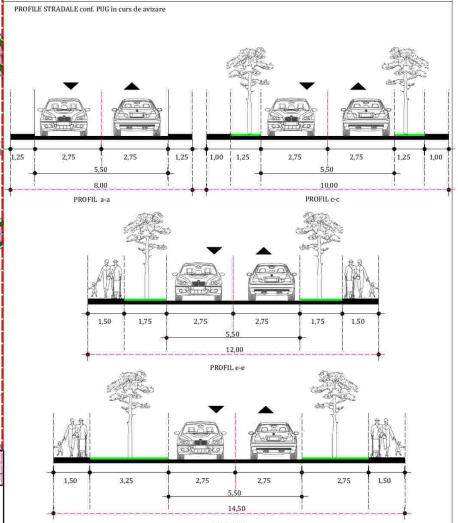 PROFILE STRADALE conf. PUG in curs de avizare
1,25 2,75 2,75 1,25
5,50
8,00
PROFIL a-a
1,00 1,25 2,75 2,75 1,25 1,00
5,50
10,00
PROFIL c-c
1,50 1,75 2,75 2,75 1,75 1,50
5,50
12,00
PROFIL e-e
1,50 3,25 2,75 2,75 2,75 1,50
5,50
14,50